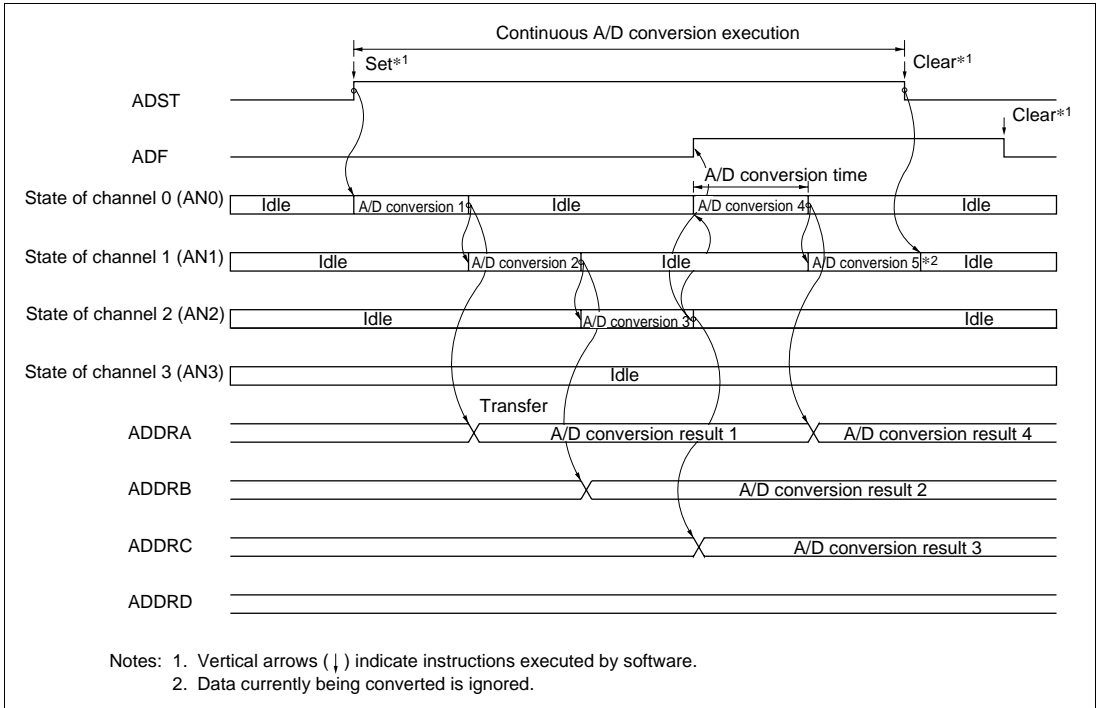 Continuous A/D conversion execution
Set*1
Clear*1
ADST
Clear*1
ADF
A/D conversion time
State of channel 0 (AN0)
Idle
A/D conversion 1
Idle
A/D conversion 4
Idle
State of channel 1 (AN1)
Idle
A/D conversion 2
Idle
A/D conversion 5
*2
Idle
State of channel 2 (AN2)
Idle
A/D conversion 3
Idle
State of channel 3 (AN3)
Idle
Transfer
ADDRA
A/D conversion result 1
A/D conversion result 4
ADDRB
A/D conversion result 2
ADDRC
A/D conversion result 3
ADDRD
Notes: 1. Vertical arrows (↓) indicate instructions executed by software.
2. Data currently being converted is ignored.